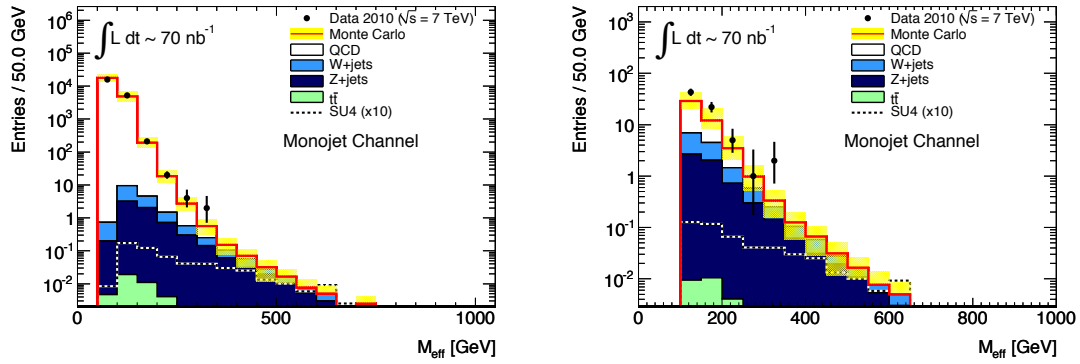 Entries / 50.0 GeV
10⁶
10⁵
10⁴
10³
10²
10
1
10⁻¹
10⁻²
∫L dt ~ 70 nb⁻¹
Data 2010 (√s = 7 TeV)
Monte Carlo
QCD
W+jets
Z+jets
tt̄
SU4 (x10)
Monojet Channel
0 500 1000
M_eff [GeV]
Entries / 50.0 GeV
10³
10²
10
1
10⁻¹
10⁻²
∫L dt ~ 70 nb⁻¹
Data 2010 (√s = 7 TeV)
Monte Carlo
QCD
W+jets
Z+jets
tt̄
SU4 (x10)
Monojet Channel
0 200 400 600 800 1000
M_eff [GeV]